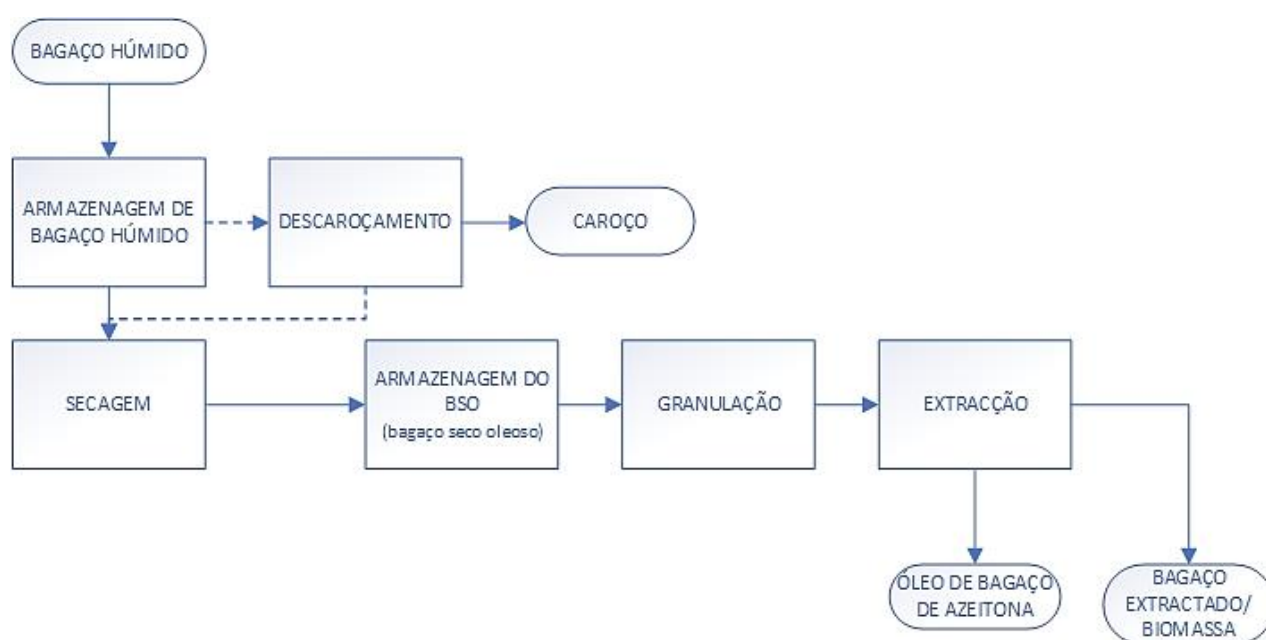 BAGAÇO HÚMIDO
ARMAZENAGEM DE
BAGAÇO HÚMIDO
DESCAROÇAMENTO
CAROÇO
SECAGEM
ARMAZENAGEM DO
BSO
(bagaço seco oleoso)
GRANULAÇÃO
EXTRACÇÃO
ÓLEO DE BAGAÇO
DE AZEITONA
BAGAÇO
EXTRACTADO/
BIOMASSA